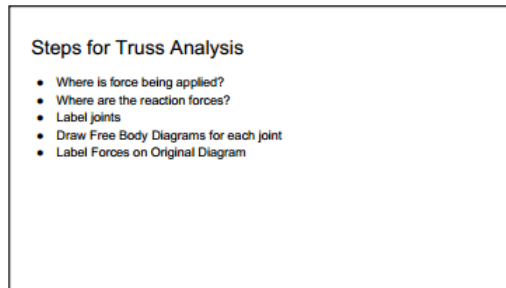 Steps for Truss Analysis
● Where is force being applied?
● Where are the reaction forces?
● Label joints
● Draw Free Body Diagrams for each joint
● Label Forces on Original Diagram